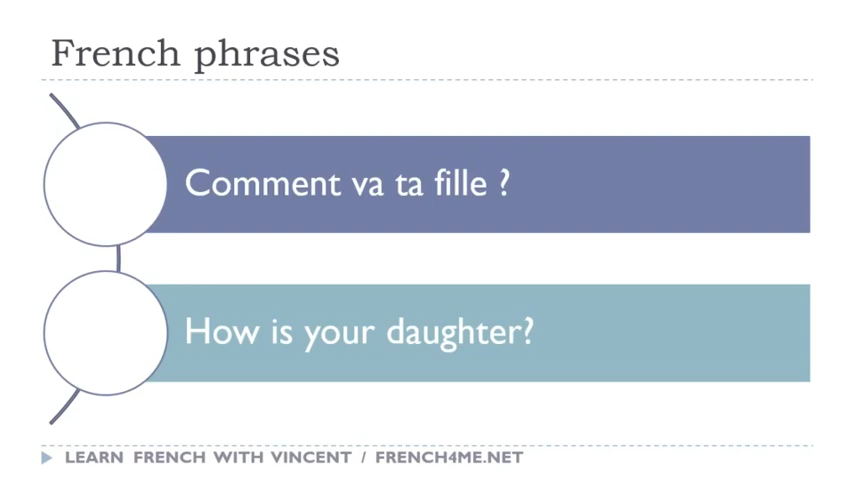 French phrases
Comment va ta fille ?
How is your daughter?
LEARN FRENCH WITH VINCENT / FRENCH4ME.NET